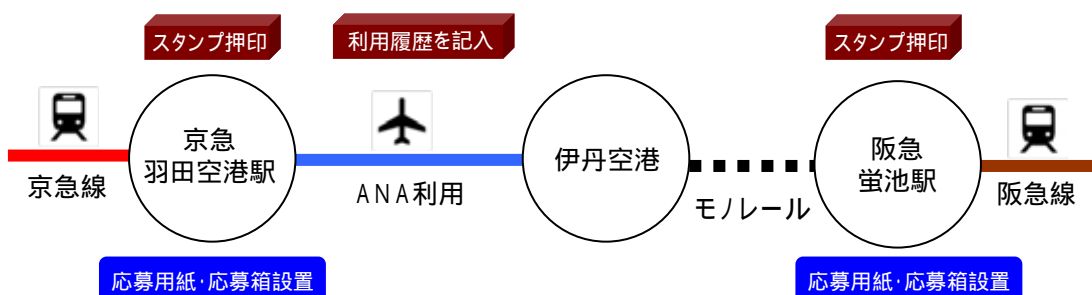 スタンプ押印
利用履歴を記入
スタンプ押印
京急
羽田空港駅
伊丹空港
阪急
蛍池駅
京急線
ANA利用
モノレール
阪急線
応募用紙・応募箱設置
応募用紙・応募箱設置